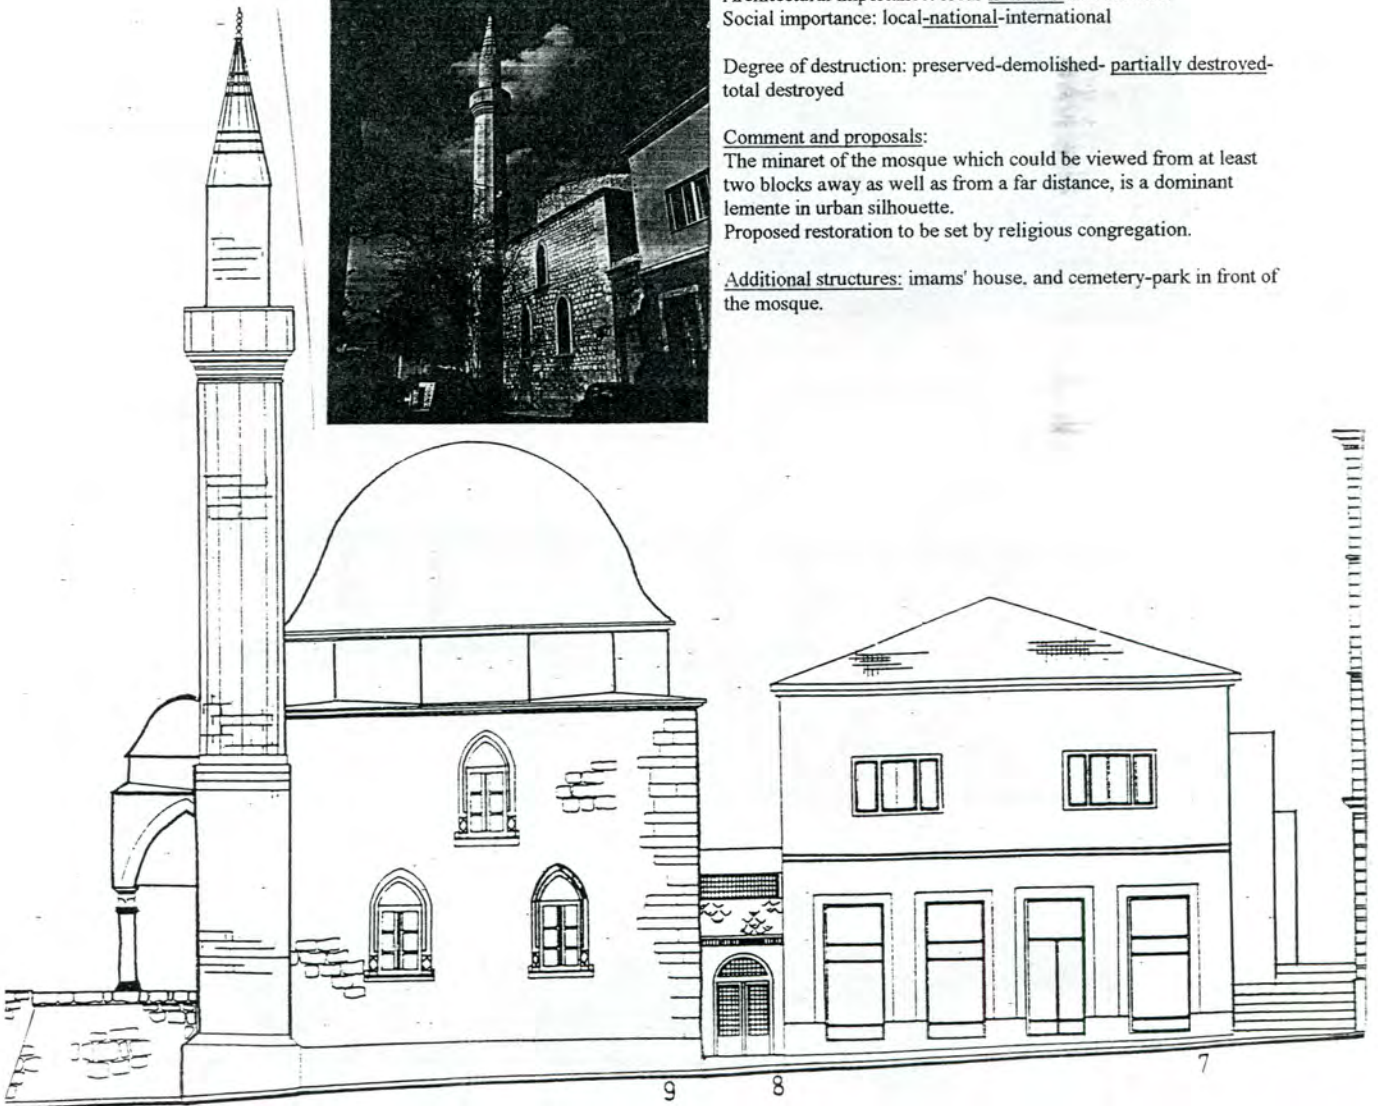 Social importance: local-national-international
Degree of destruction: preserved-demolished- partially destroyed-
total destroyed
Comment and proposals:
The minaret of the mosque which could be viewed from at least
two blocks away as well as from a far distance, is a dominant
lemente in urban silhouette.
Proposed restoration to be set by religious congregation.
Additional structures: imams' house, and cemetery-park in front of
the mosque.
9 8 7